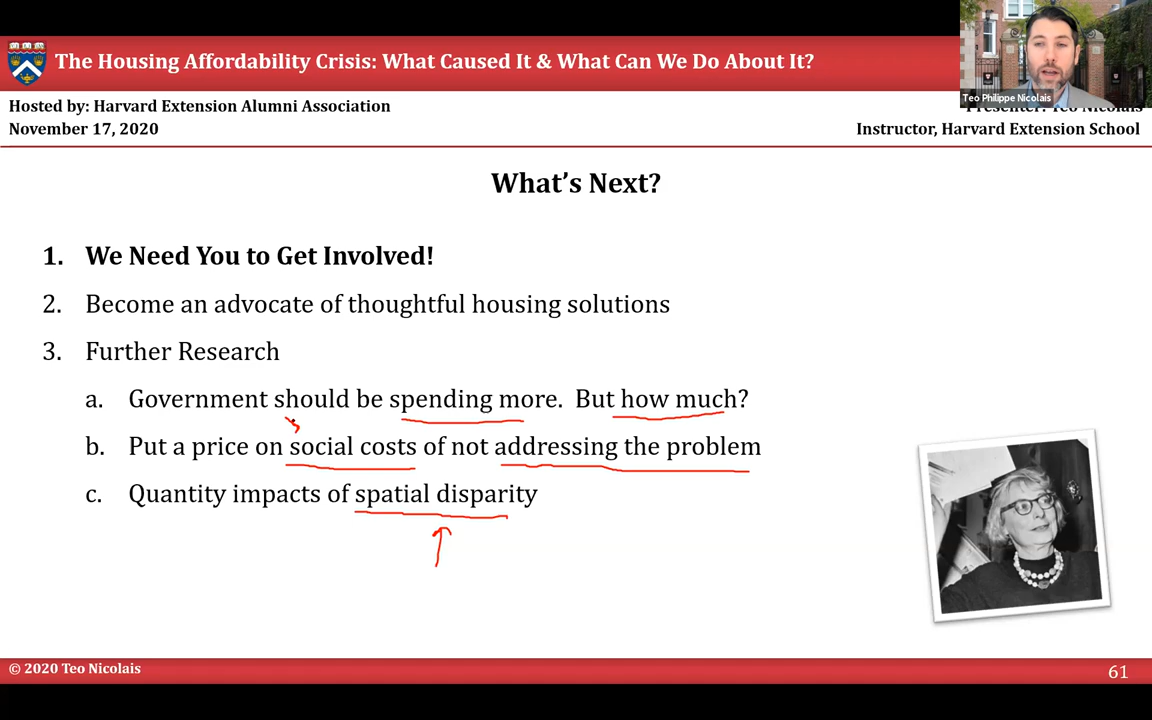 The Housing Affordability Crisis: What Caused It & What Can We Do About It?
Teo Philippe Nicolais
Hosted by: Harvard Extension Alumni Association
Presenter: Teo Nicolais
November 17, 2020
Instructor, Harvard Extension School
What's Next?
1. We Need You to Get Involved!
2. Become an advocate of thoughtful housing solutions
3. Further Research
a. Government should be spending more. But how much?
b. Put a price on social costs of not addressing the problem
c. Quantity impacts of spatial disparity
© 2020 Teo Nicolais
61